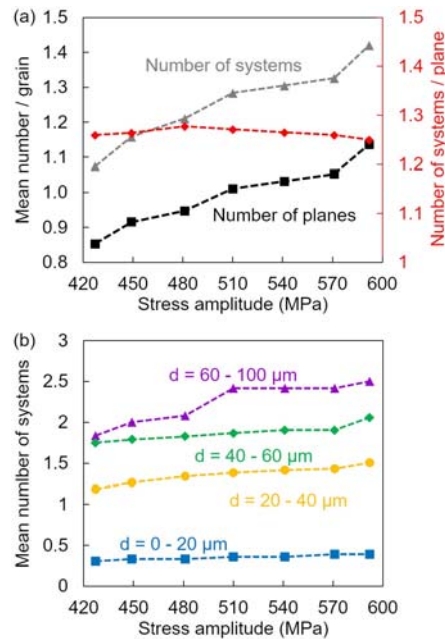 (a)
1.5
1.4
1.3
1.2
1.1
1.0
0.9
0.8
Mean number / grain
Number of systems
Number of planes
1.5
1.4
1.3
1.2
1.1
1
Number of systems / plane
420 450 480 510 540 570 600
Stress amplitude (MPa)
(b)
3
2.5
2
1.5
1
0.5
0
Mean number of systems
d = 60 - 100 µm
d = 40 - 60 µm
d = 20 - 40 µm
d = 0 - 20 µm
420 450 480 510 540 570 600
Stress amplitude (MPa)